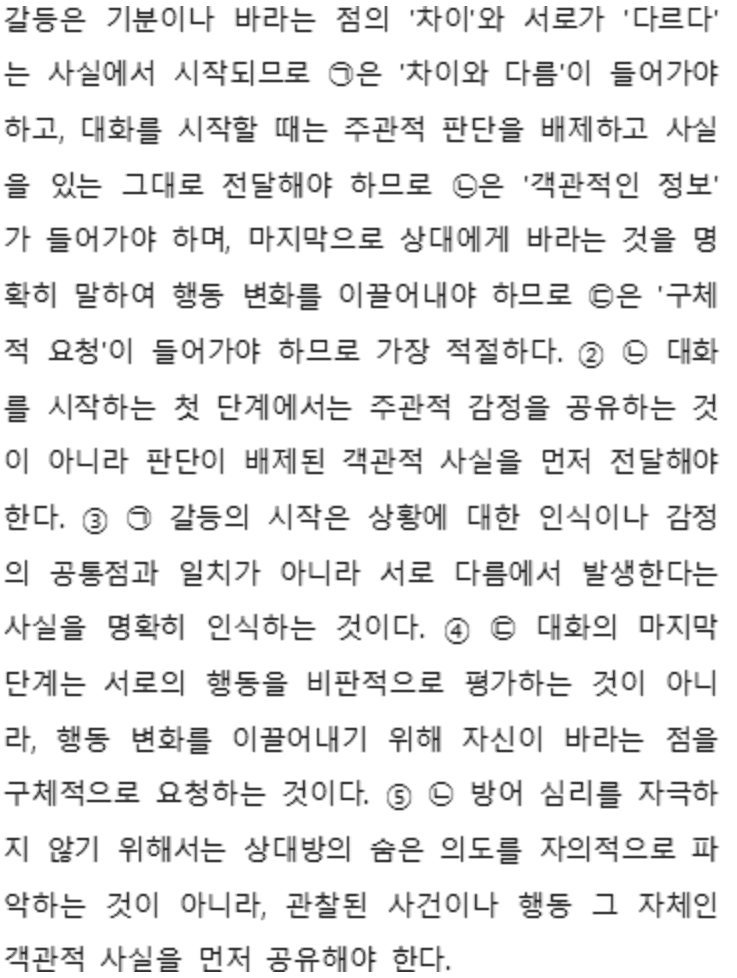 갈등은 기분이나 바라는 점의 '차이'와 서로가 '다르다'
는 사실에서 시작되므로 ㉠은 '차이와 다름'이 들어가야
하고, 대화를 시작할 때는 주관적 판단을 배제하고 사실
을 있는 그대로 전달해야 하므로 ㉡은 '객관적인 정보'
가 들어가야 하며, 마지막으로 상대에게 바라는 것을 명
확히 말하여 행동 변화를 이끌어내야 하므로 ㉢은 '구체
적 요청'이 들어가야 하므로 가장 적절하다. ② ㉡ 대화
를 시작하는 첫 단계에서는 주관적 감정을 공유하는 것
이 아니라 판단이 배제된 객관적 사실을 먼저 전달해야
한다. ③ ㉠ 갈등의 시작은 상황에 대한 인식이나 감정
의 공통점과 일치가 아니라 서로 다름에서 발생한다는
사실을 명확히 인식하는 것이다. ④ ㉢ 대화의 마지막
단계는 서로의 행동을 비판적으로 평가하는 것이 아니
라, 행동 변화를 이끌어내기 위해 자신이 바라는 점을
구체적으로 요청하는 것이다. ⑤ ㉡ 방어 심리를 자극하
지 않기 위해서는 상대방의 숨은 의도를 자의적으로 파
악하는 것이 아니라, 관찰된 사건이나 행동 그 자체인
객관적 사실을 먼저 공유해야 한다.